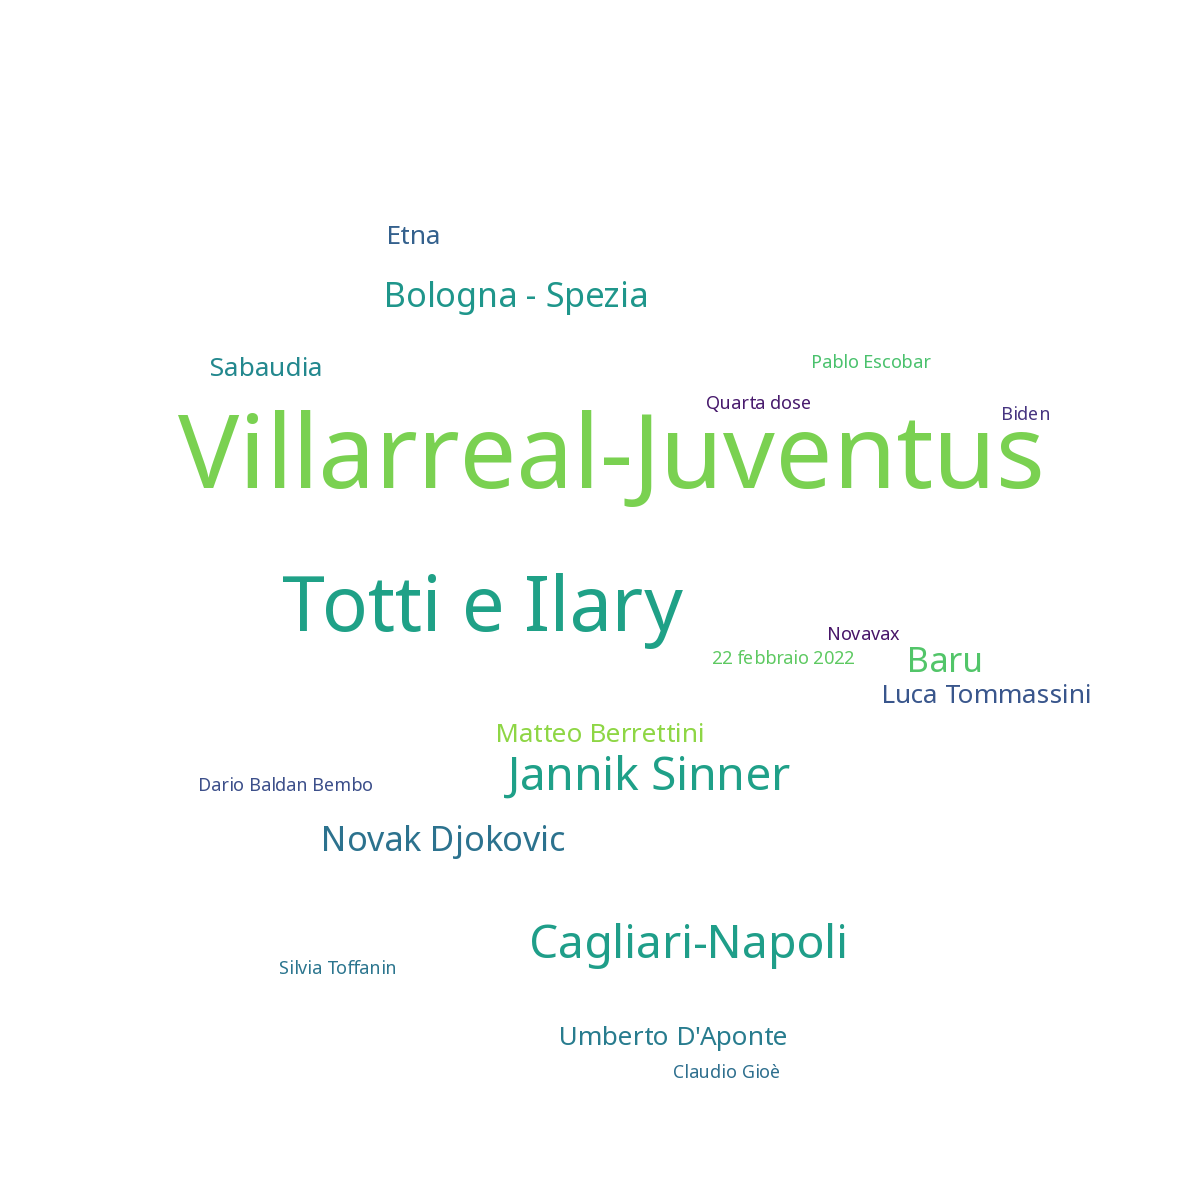 Etna
Bologna - Spezia
Pablo Escobar
Sabaudia
Quarta dose
Biden
Villarreal-Juventus
Totti e Ilary
Novavax
22 febbraio 2022
Baru
Luca Tommassini
Matteo Berrettini
Jannik Sinner
Dario Baldan Bembo
Novak Djokovic
Cagliari-Napoli
Silvia Toffanin
Umberto D'Aponte
Claudio Gioè